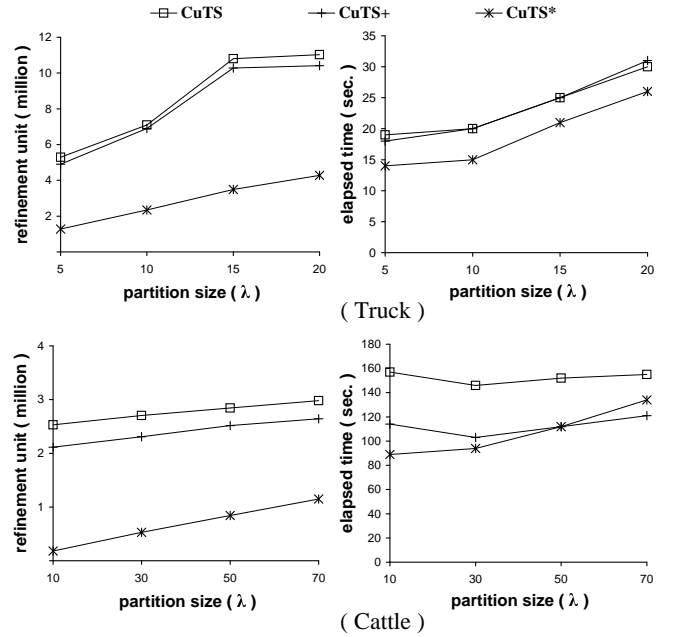 CuTS CuTS+ CuTS*
refinement unit ( million )
12
10
8
6
4
2
5 10 15 20
partition size ( λ )
elapsed time ( sec. )
35
30
25
20
15
10
5
0
5 10 15 20
partition size ( λ )
( Truck )
refinement unit ( million )
4
3
2
1
10 30 50 70
partition size ( λ )
elapsed time ( sec. )
180
160
140
120
100
80
60
40
20
0
10 30 50 70
partition size ( λ )
( Cattle )